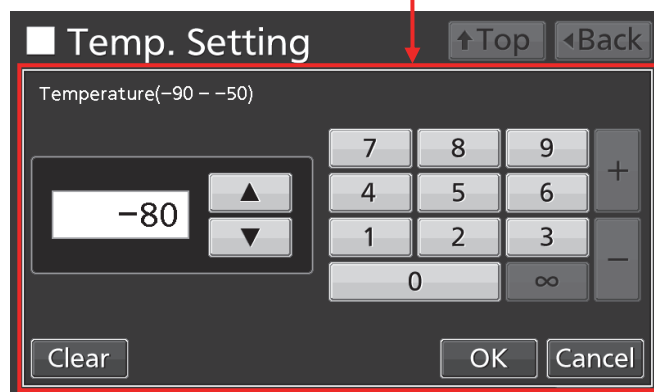 Temp. Setting ↑Top ◀Back
Temperature(−90 – −50)
7 8 9 +
−80 ▲ 4 5 6
▼ 1 2 3 −
0 ∞
Clear OK Cancel